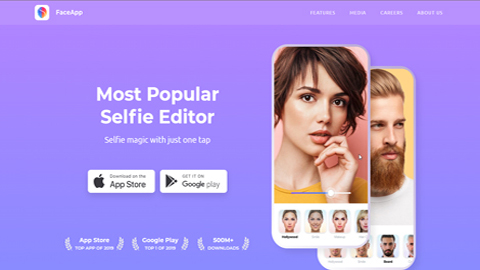 FaceApp
FEATURES MEDIA CAREERS ABOUT US
Most Popular
Selfie Editor
Selfie magic with just one tap
Download on the
App Store
GET IT ON
Google play
App Store
TOP APP OF 2019
Google Play
TOP 1 OF 2019
500M+
DOWNLOADS
Hollywood